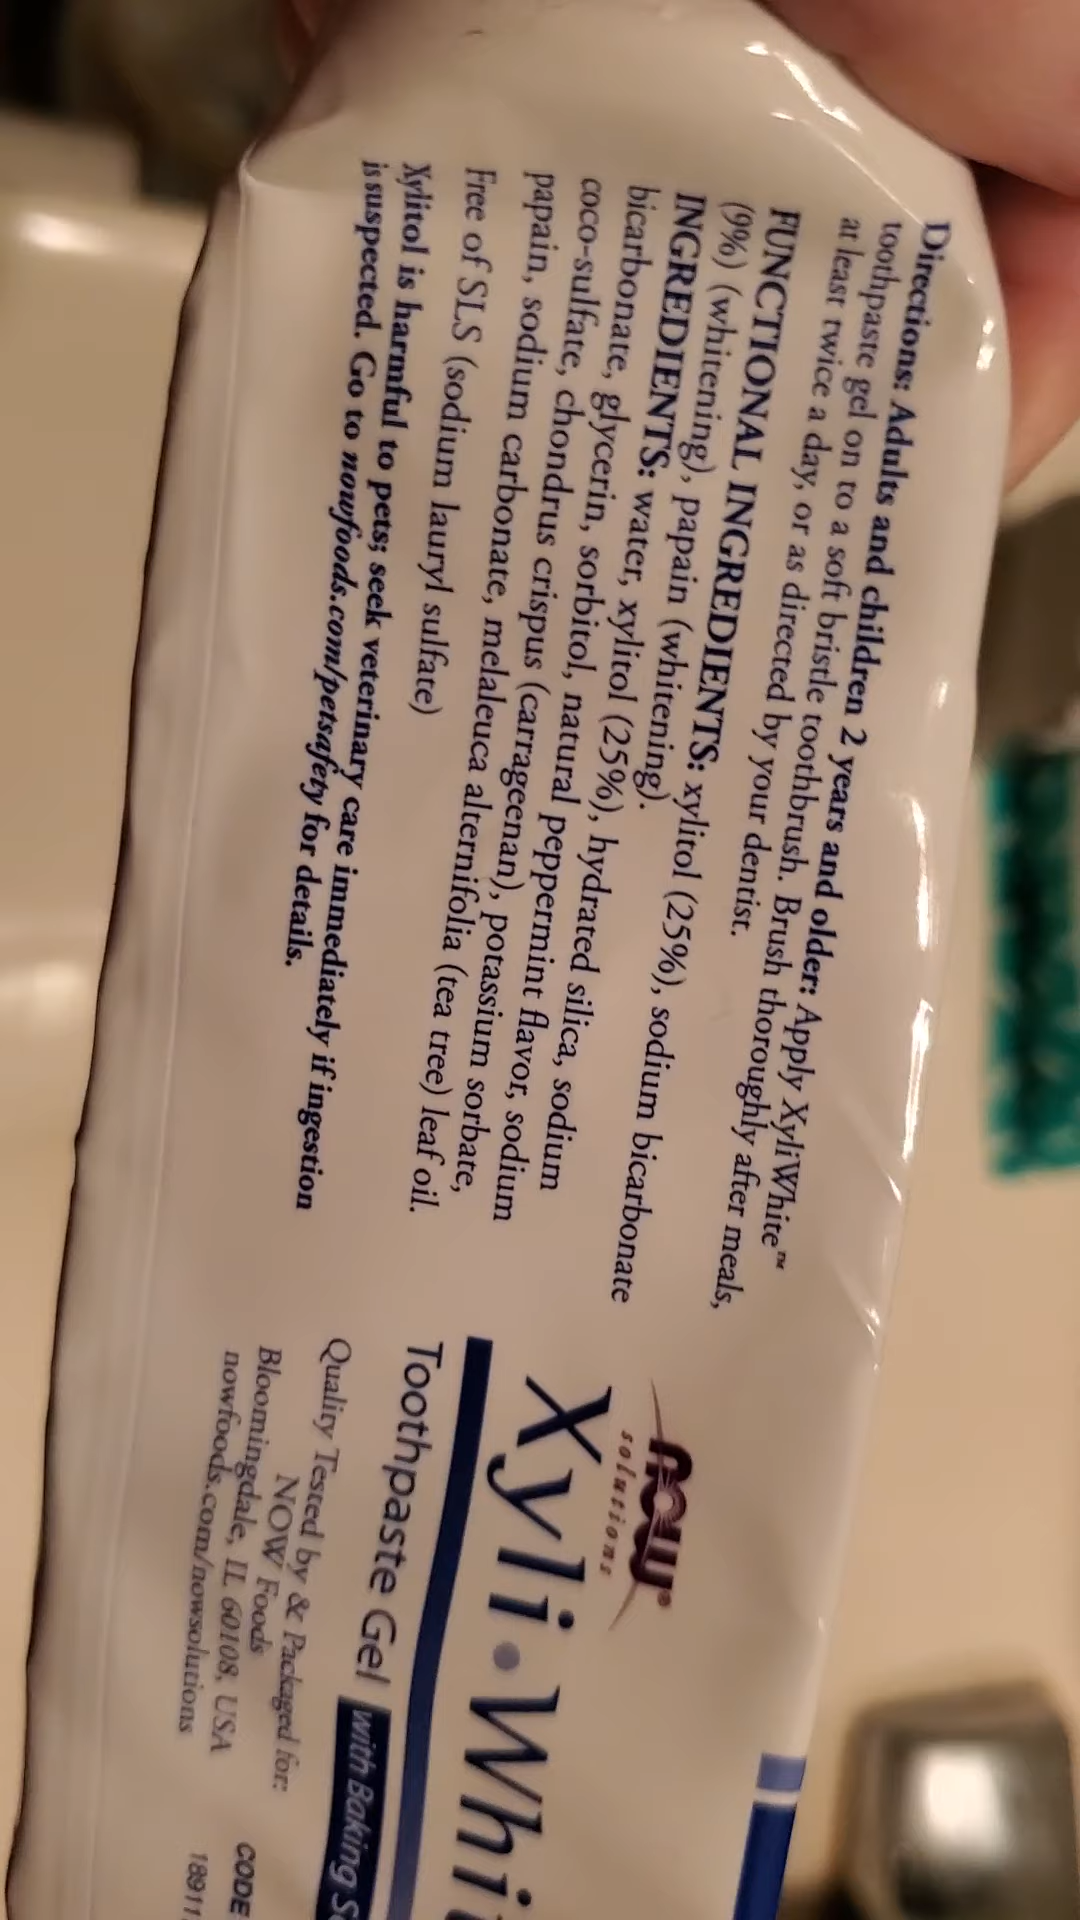 Directions: Adults and children 2 years and older: Apply XyliWhite™
toothpaste gel on to a soft bristle toothbrush. Brush thoroughly after meals,
at least twice a day, or as directed by your dentist.
FUNCTIONAL INGREDIENTS: xylitol (25%), sodium bicarbonate
(9%) (whitening), papain (whitening).
INGREDIENTS: water, xylitol (25%), hydrated silica, sodium
bicarbonate, glycerin, sorbitol, natural peppermint flavor, sodium
coco-sulfate, chondrus crispus (carrageenan), potassium sorbate,
papain, sodium carbonate, melaleuca alternifolia (tea tree) leaf oil.
Free of SLS (sodium lauryl sulfate)
Xylitol is harmful to pets; seek veterinary care immediately if ingestion
is suspected. Go to nowfoods.com/petsafety for details.
now®
solutions
Xyli•Whi
Toothpaste Gel with Baking S
Quality Tested by & Packaged for:
NOW Foods
Bloomingdale, IL 60108, USA
nowfoods.com/nowsolutions
CODE
18911